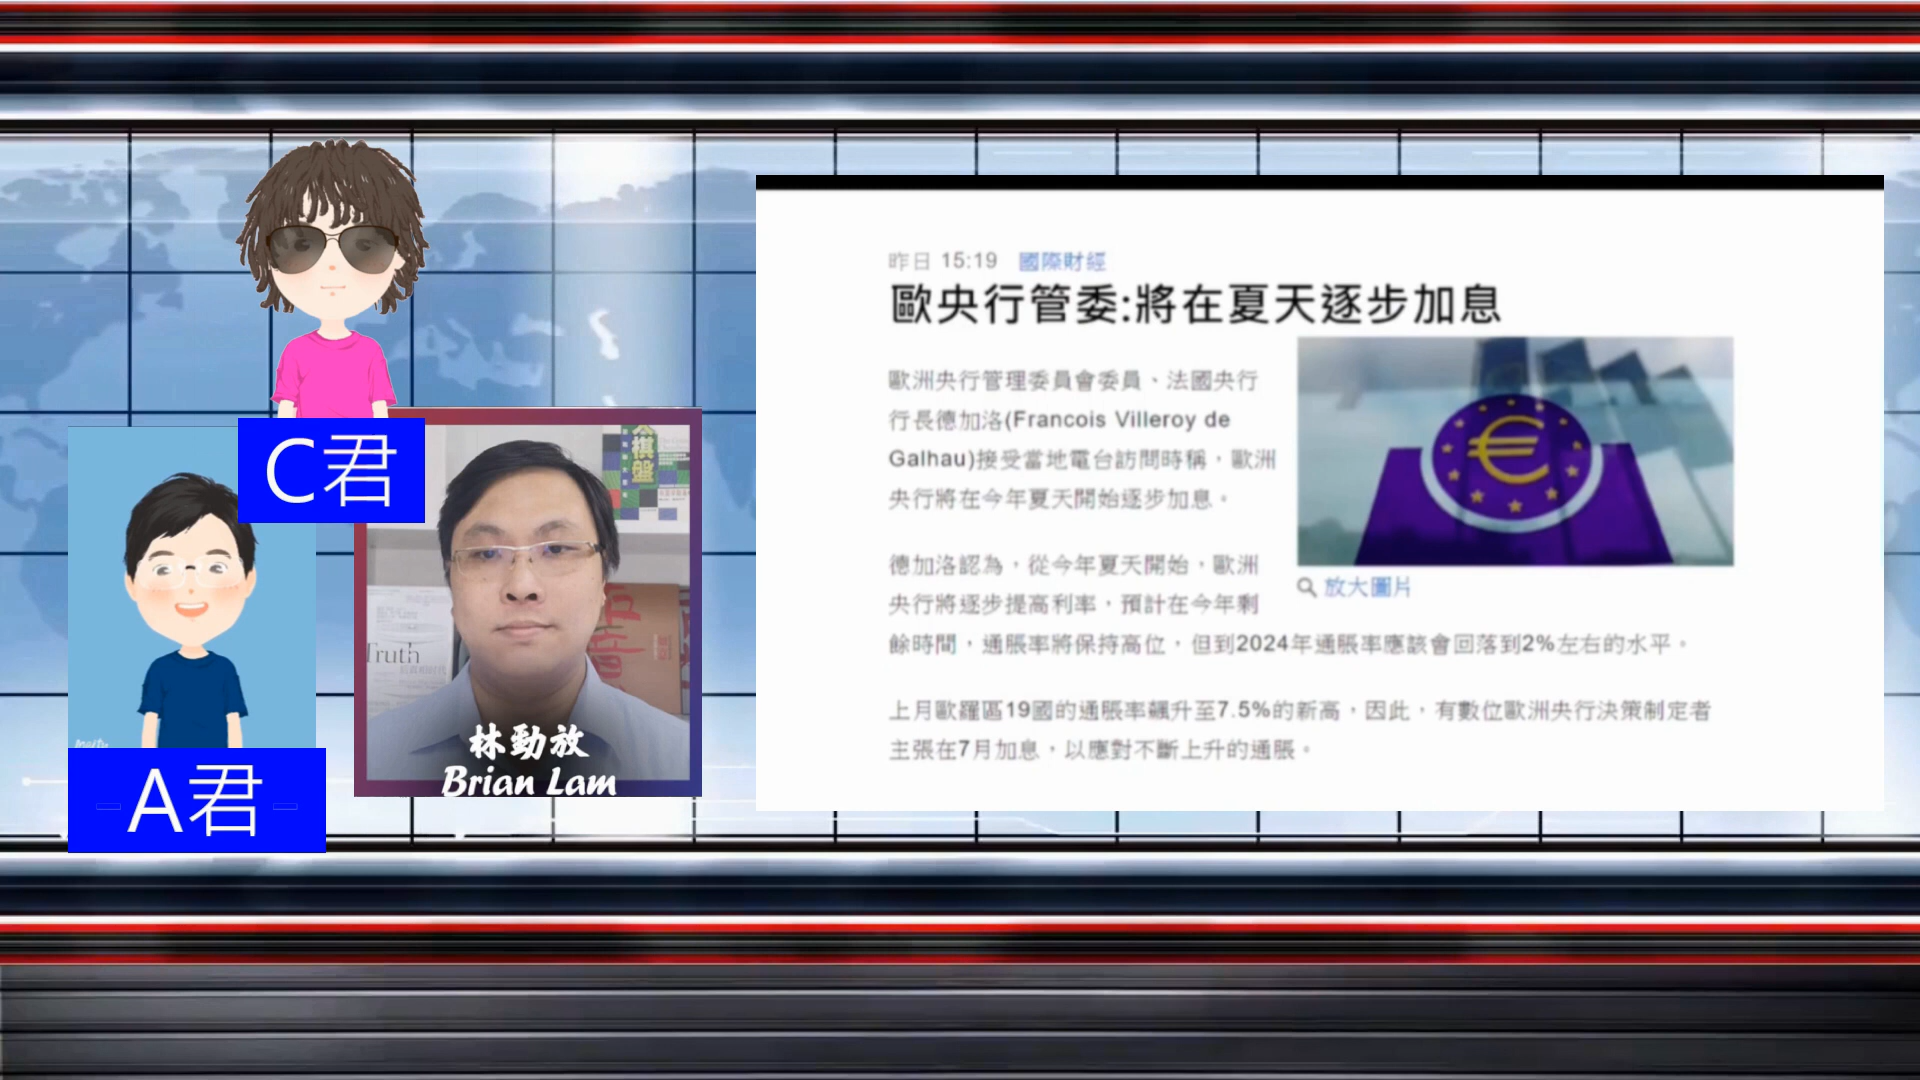 C君
A君
Truth
林勁放
Brian Lam
昨日 15:19 國際財經
歐央行管委:將在夏天逐步加息
歐洲央行管理委員會委員、法國央行
行長德加洛(Francois Villeroy de
Galhau)接受當地電台訪問時稱，歐洲
央行將在今年夏天開始逐步加息。
放大圖片
德加洛認為，從今年夏天開始，歐洲
央行將逐步提高利率，預計在今年剩
餘時間，通脹率將保持高位，但到2024年通脹率應該會回落到2%左右的水平。
上月歐羅區19國的通脹率飆升至7.5%的新高，因此，有數位歐洲央行決策制定者
主張在7月加息，以應對不斷上升的通脹。